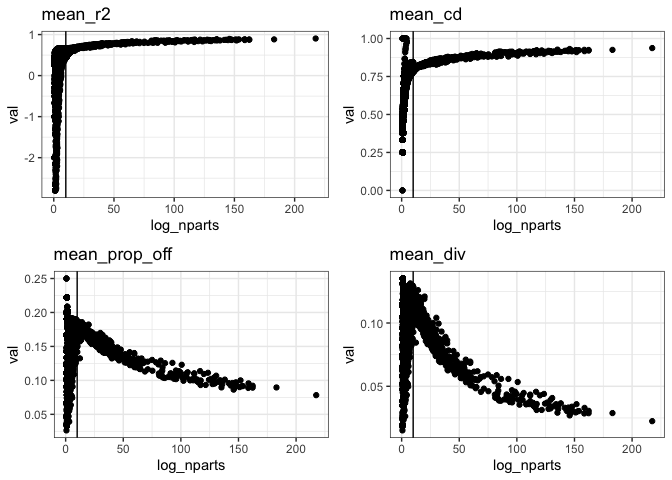 mean_r2
1
0
-1
-2
val
0 50 100 150 200
log_nparts
mean_cd
1.00
0.75
0.50
0.25
0.00
val
0 50 100 150 200
log_nparts
mean_prop_off
0.25
0.20
0.15
0.10
0.05
val
0 50 100 150 200
log_nparts
mean_div
0.10
0.05
val
0 50 100 150 200
log_nparts